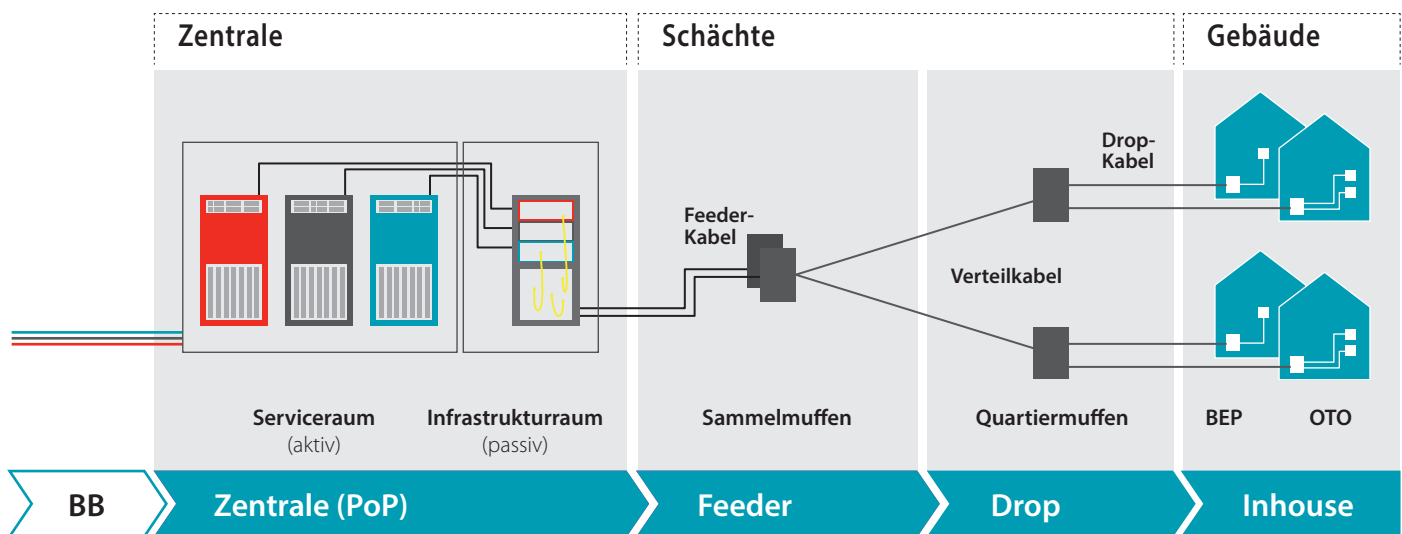 Zentrale
Schächte
Gebäude
Drop-
Kabel
Feeder-
Kabel
Verteilkabel
Serviceraum
(aktiv)
Infrastrukturraum
(passiv)
Sammelmuffen
Quartiermuffen
BEP
OTO
BB
Zentrale (PoP)
Feeder
Drop
Inhouse